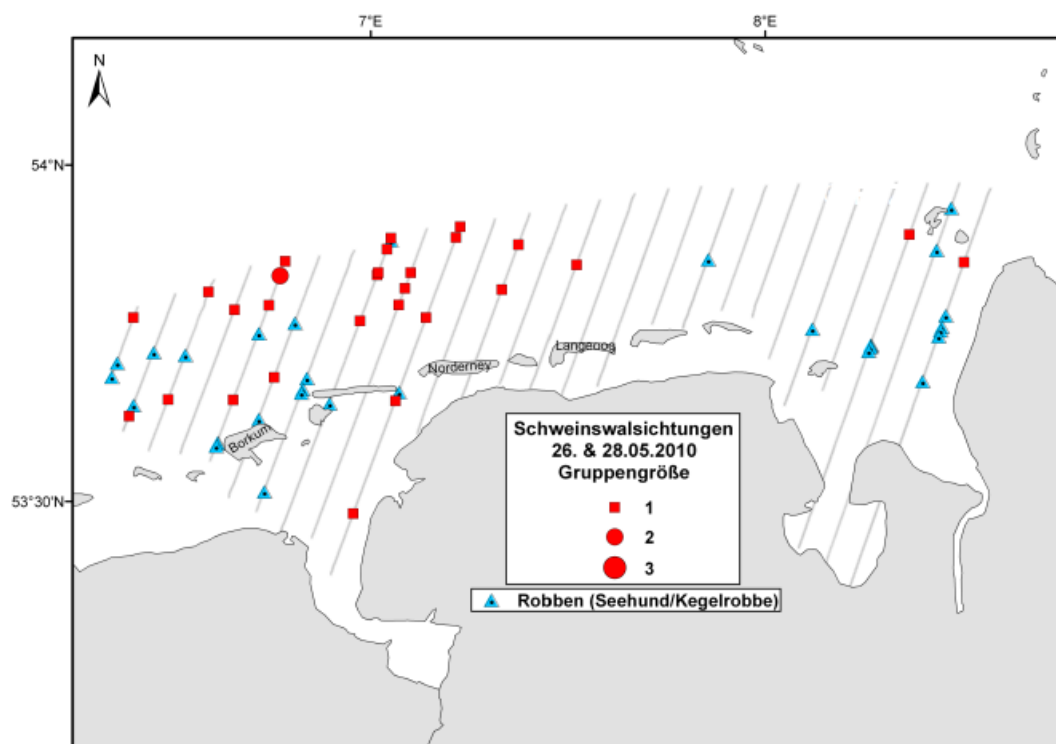 7°E 8°E
N
54°N
Langeoog
Norderney
Borkum
Schweinswalsichtungen
26. & 28.05.2010
Gruppengröße
1
2
3
53°30'N
Robben (Seehund/Kegelrobbe)